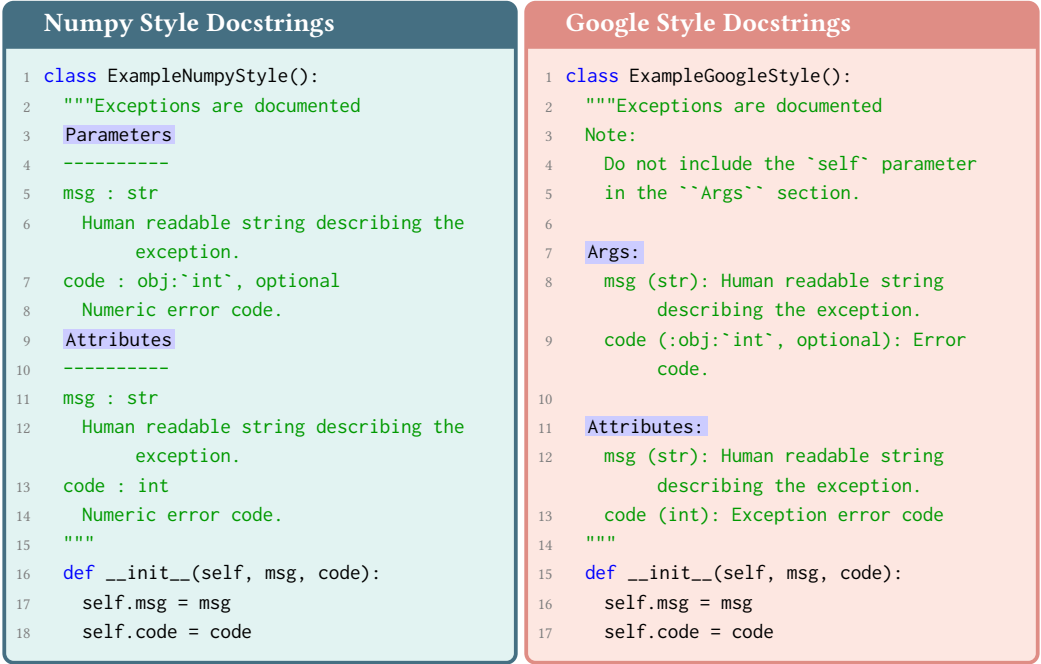 Numpy Style Docstrings
1 class ExampleNumpyStyle():
2 """Exceptions are documented
3 Parameters
4 ----------
5 msg : str
6 Human readable string describing the
exception.
7 code : obj:`int`, optional
8 Numeric error code.
9 Attributes
10 ----------
11 msg : str
12 Human readable string describing the
exception.
13 code : int
14 Numeric error code.
15 """
16 def __init__(self, msg, code):
17 self.msg = msg
18 self.code = code
Google Style Docstrings
1 class ExampleGoogleStyle():
2 """Exceptions are documented
3 Note:
4 Do not include the `self` parameter
5 in the ``Args`` section.
6
7 Args:
8 msg (str): Human readable string
describing the exception.
9 code (:obj:`int`, optional): Error
code.
10
11 Attributes:
12 msg (str): Human readable string
describing the exception.
13 code (int): Exception error code
14 """
15 def __init__(self, msg, code):
16 self.msg = msg
17 self.code = code